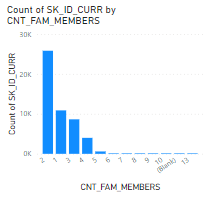 Count of SK_ID_CURR by
CNT_FAM_MEMBERS
30K
20K
10K
0K
Count of SK_ID_CURR
2 1 3 4 5 6 7 8 9 10 (Blank) 13
CNT_FAM_MEMBERS